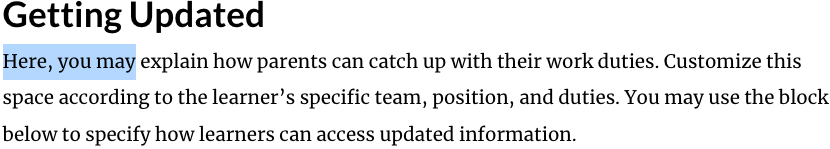 Getting Updated
Here, you may explain how parents can catch up with their work duties. Customize this
space according to the learner’s specific team, position, and duties. You may use the block
below to specify how learners can access updated information.